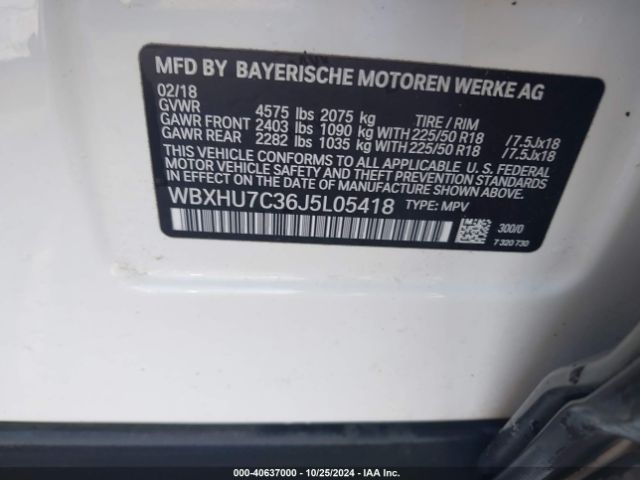 MFD BY BAYERISCHE MOTOREN WERKE AG
02/18
GVWR 4575 lbs 2075 kg TIRE / RIM
GAWR FRONT 2403 lbs 1090 kg WITH 225/50 R18 /7.5Jx18
GAWR REAR 2282 lbs 1035 kg WITH 225/50 R18 /7.5Jx18
THIS VEHICLE CONFORMS TO ALL APPLICABLE U. S. FEDERAL
MOTOR VEHICLE SAFETY AND THEFT PREVENTION
STANDARDS IN EFFECT ON THE DATE OF MANUFACTURE
SHOWN ABOVE.
WBXHU7C36J5L05418 TYPE: MPV
300/0
7 320 730
000-40637000 - 10/25/2024 - IAA Inc.